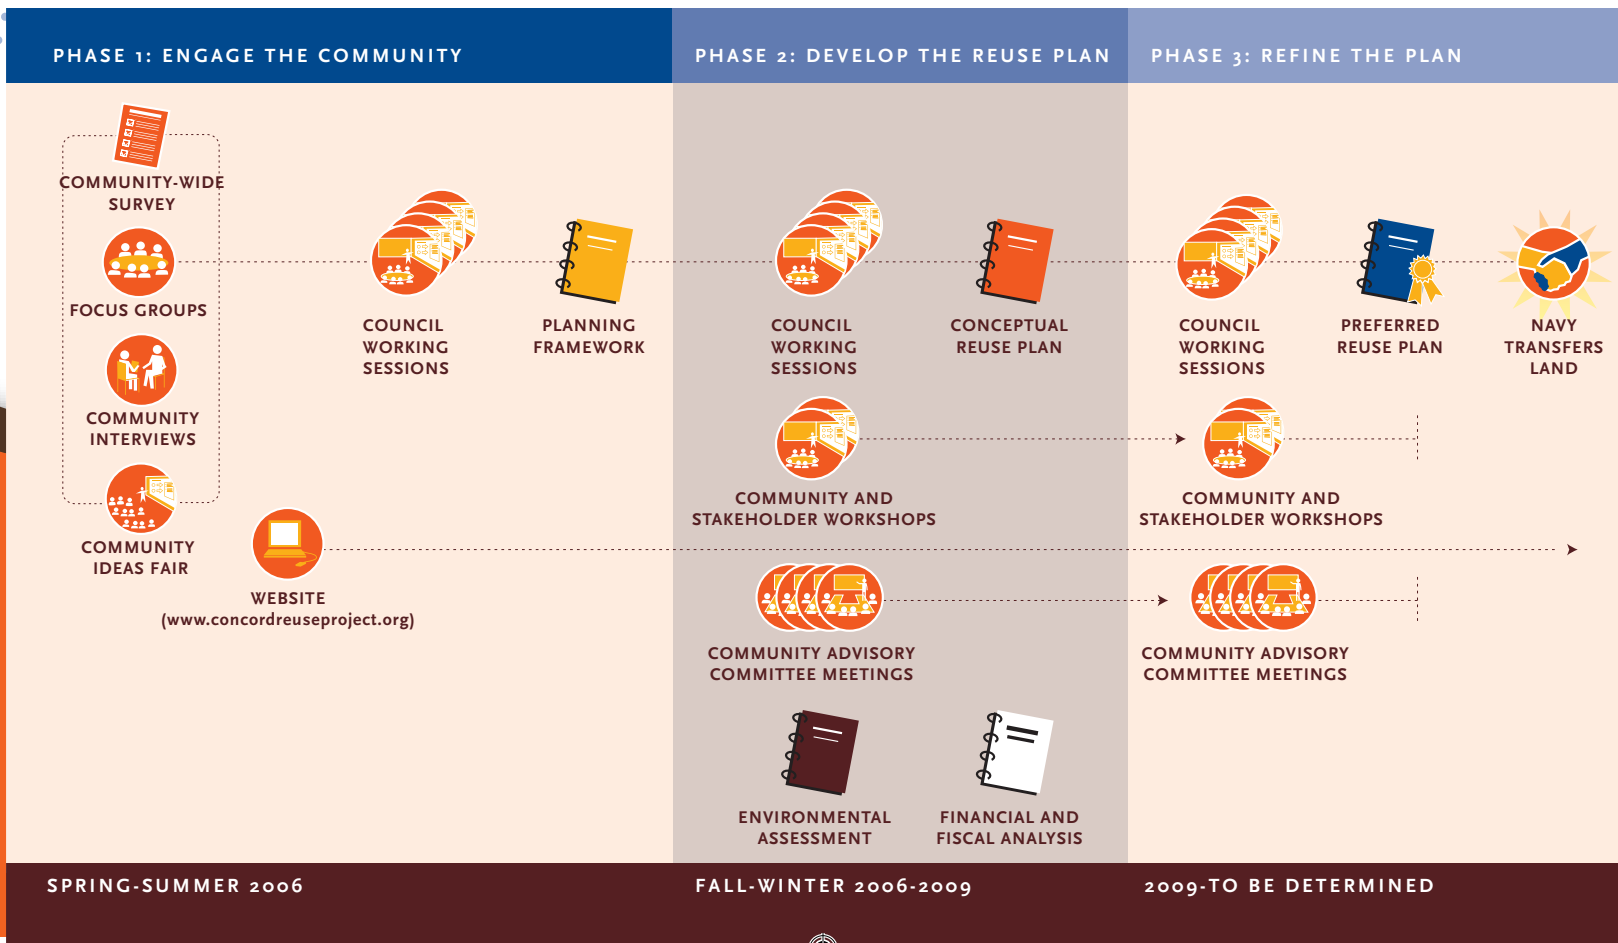 PHASE 1: ENGAGE THE COMMUNITY
PHASE 2: DEVELOP THE REUSE PLAN
PHASE 3: REFINE THE PLAN
COMMUNITY-WIDE
SURVEY
FOCUS GROUPS
COMMUNITY
INTERVIEWS
COMMUNITY
IDEAS FAIR
WEBSITE
(www.concordreuseproject.org)
COUNCIL
WORKING
SESSIONS
PLANNING
FRAMEWORK
COUNCIL
WORKING
SESSIONS
CONCEPTUAL
REUSE PLAN
COMMUNITY AND
STAKEHOLDER WORKSHOPS
COMMUNITY ADVISORY
COMMITTEE MEETINGS
ENVIRONMENTAL
ASSESSMENT
FINANCIAL AND
FISCAL ANALYSIS
COUNCIL
WORKING
SESSIONS
PREFERRED
REUSE PLAN
NAVY
TRANSFERS
LAND
COMMUNITY AND
STAKEHOLDER WORKSHOPS
COMMUNITY ADVISORY
COMMITTEE MEETINGS
SPRING-SUMMER 2006
FALL-WINTER 2006-2009
2009-TO BE DETERMINED